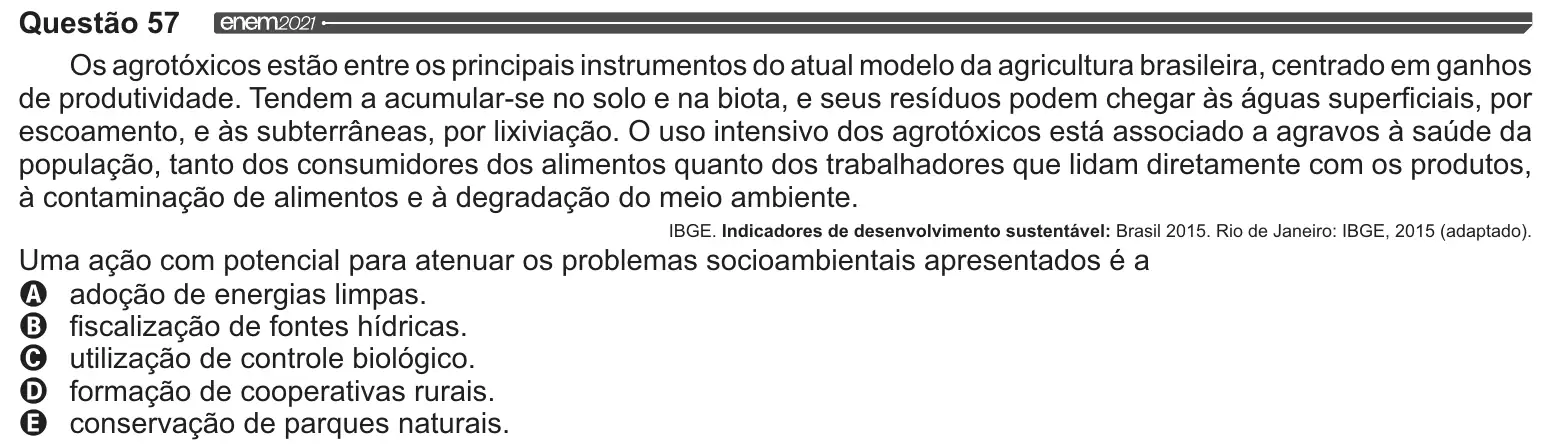 Questão 57 enem2021
Os agrotóxicos estão entre os principais instrumentos do atual modelo da agricultura brasileira, centrado em ganhos
de produtividade. Tendem a acumular-se no solo e na biota, e seus resíduos podem chegar às águas superficiais, por
escoamento, e às subterrâneas, por lixiviação. O uso intensivo dos agrotóxicos está associado a agravos à saúde da
população, tanto dos consumidores dos alimentos quanto dos trabalhadores que lidam diretamente com os produtos,
à contaminação de alimentos e à degradação do meio ambiente.
IBGE. Indicadores de desenvolvimento sustentável: Brasil 2015. Rio de Janeiro: IBGE, 2015 (adaptado).
Uma ação com potencial para atenuar os problemas socioambientais apresentados é a
A adoção de energias limpas.
B fiscalização de fontes hídricas.
C utilização de controle biológico.
D formação de cooperativas rurais.
E conservação de parques naturais.